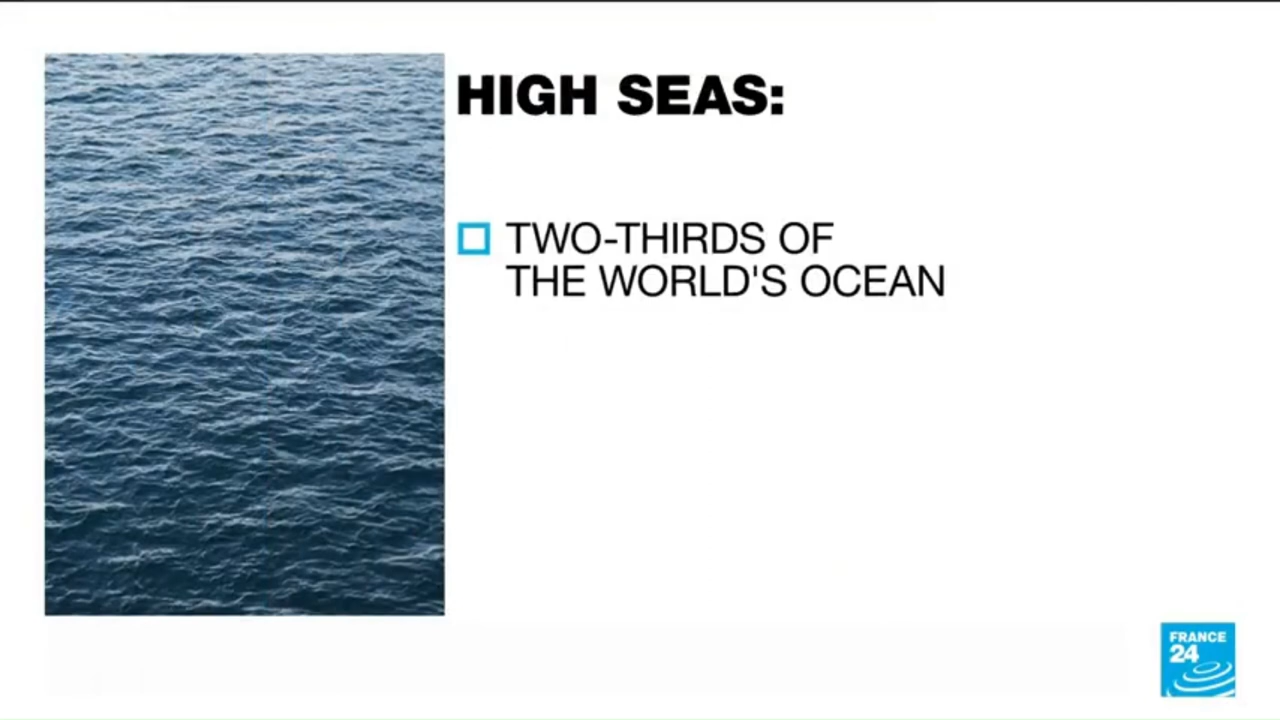 HIGH SEAS:
TWO-THIRDS OF
THE WORLD'S OCEAN
FRANCE
24